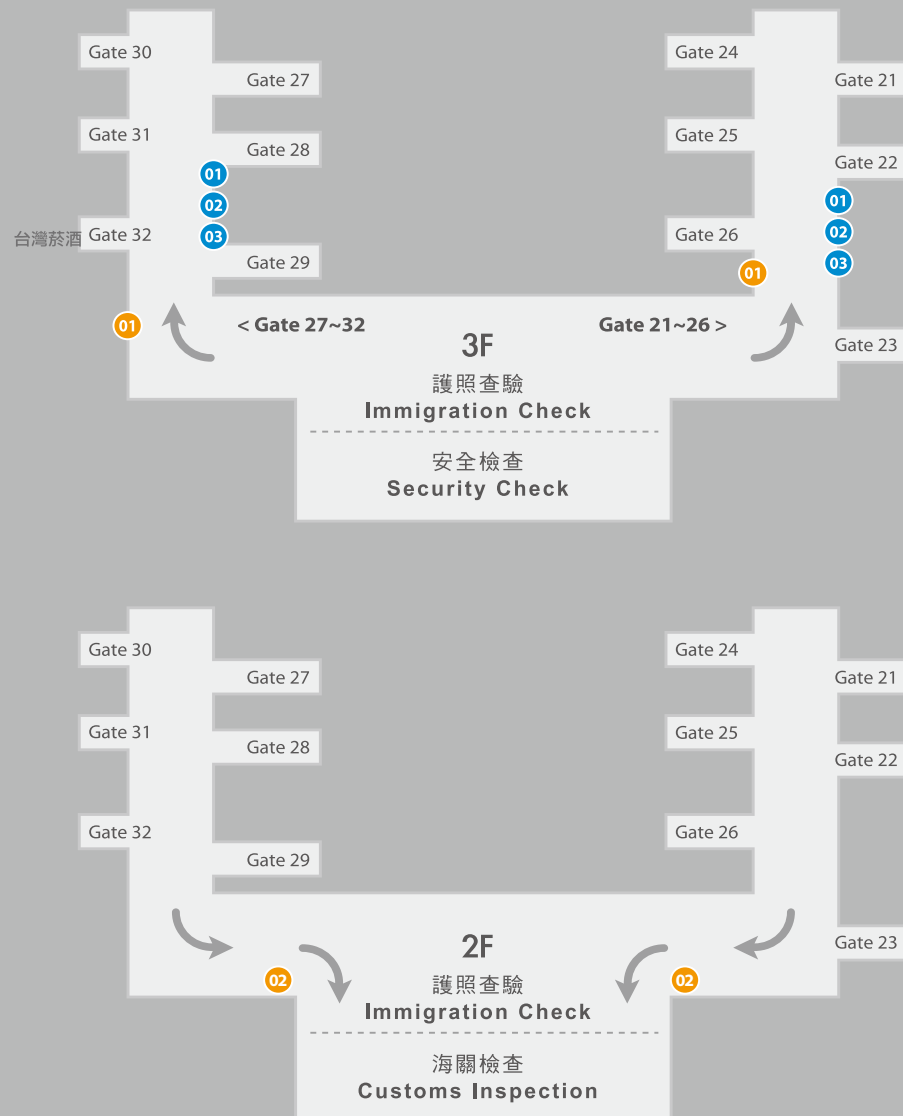 Gate 30
Gate 24
Gate 27
Gate 21
Gate 31
Gate 25
Gate 28
Gate 22
01
02
03
01
02
03
台灣菸酒
Gate 32
Gate 26
Gate 29
01
01
< Gate 27~32
Gate 21~26 >
Gate 23
3F
護照查驗
Immigration Check
安全檢查
Security Check
Gate 30
Gate 24
Gate 27
Gate 21
Gate 31
Gate 25
Gate 28
Gate 22
Gate 32
Gate 26
Gate 29
Gate 23
2F
02
02
護照查驗
Immigration Check
海關檢查
Customs Inspection